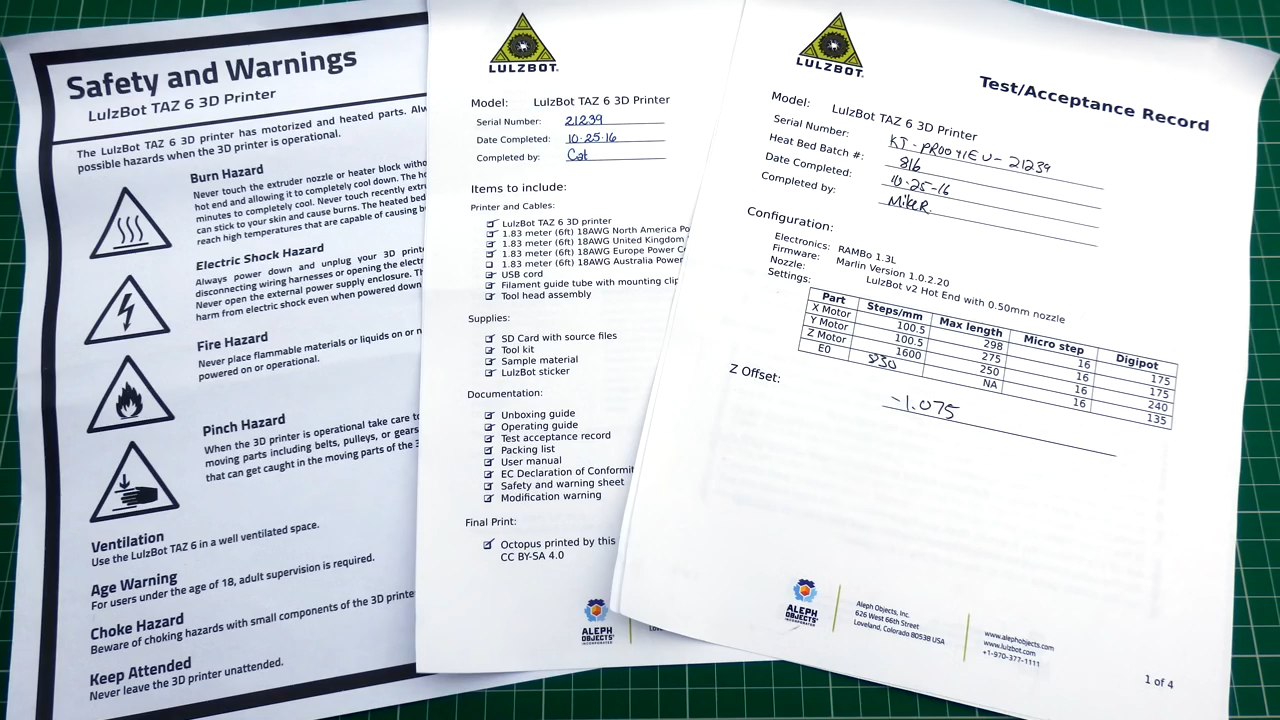 Safety and Warnings
LulzBot TAZ 6 3D Printer
The LulzBot TAZ 6 3D printer has motorized and heated parts.
possible hazards when the 3D printer is operational.
Burn Hazard
Never touch the extruder nozzle or heater block
hot end and allowing it to completely cool down. The
minutes to completely cool. Never touch recently
can stick to your skin and cause burns. The heated bed
reach high temperatures that are capable of causing
Electric Shock Hazard
Always power down and unplug your 3D
disconnecting wiring harnesses or opening the
Never open the external power supply enclosure.
harm from electric shock even when powered down
Fire Hazard
Never place flammable materials or liquids on or
powered on or operational.
Pinch Hazard
When the 3D printer is operational take care to
moving parts including belts, pulleys, or gears
that can get caught in the moving parts of the
Ventilation
Use the LulzBot TAZ 6 in a well ventilated space.
Age Warning
For users under the age of 18, adult supervision is required.
Choke Hazard
Beware of choking hazards with small components of the 3D printer
Keep Attended
Never leave the 3D printer unattended.
LULZBOT
Model: LulzBot TAZ 6 3D Printer
Serial Number: 21239
Date Completed: 10-25-16
Completed by: Cat
Items to include:
Printer and Cables:
LulzBot TAZ 6 3D printer
1.83 meter (6ft) 18AWG North America
1.83 meter (6ft) 18AWG United Kingdom
1.83 meter (6ft) 18AWG Europe Power
1.83 meter (6ft) 18AWG Australia Power
USB cord
Filament guide tube with mounting
Tool head assembly
Supplies:
SD Card with source files
Tool kit
Sample material
LulzBot sticker
Documentation:
Unboxing guide
Operating guide
Test acceptance record
Packing list
User manual
EC Declaration of
Safety and warning sheet
Modification warning
Final Print:
Octopus printed by this
CC BY-SA 4.0
ALEPH
OBJECTS
INCORPORATED
LULZBOT
Test/Acceptance Record
Model: LulzBot TAZ 6 3D Printer
Serial Number: KT-PR0041EU-21239
Heat Bed Batch #: 816
Date Completed: 10-25-16
Completed by: Mike R.
Configuration:
Electronics: RAMBo 1.3L
Firmware: Marlin Version 1.0.2.20
Nozzle: LulzBot v2 Hot End with 0.50mm nozzle
Settings:
Part Steps/mm Max length Micro step Digipot
X Motor 100.5 298 16 175
Y Motor 100.5 275 16 175
Z Motor 1600 250 16 240
E0 830 NA 16 135
Z Offset: -1.075
ALEPH
OBJECTS
INCORPORATED
Aleph Objects, Inc.
626 West 66th Street
Loveland, Colorado 80538 USA
www.alephobjects.com
www.lulzbot.com
+1-970-377-1111
1 of 4